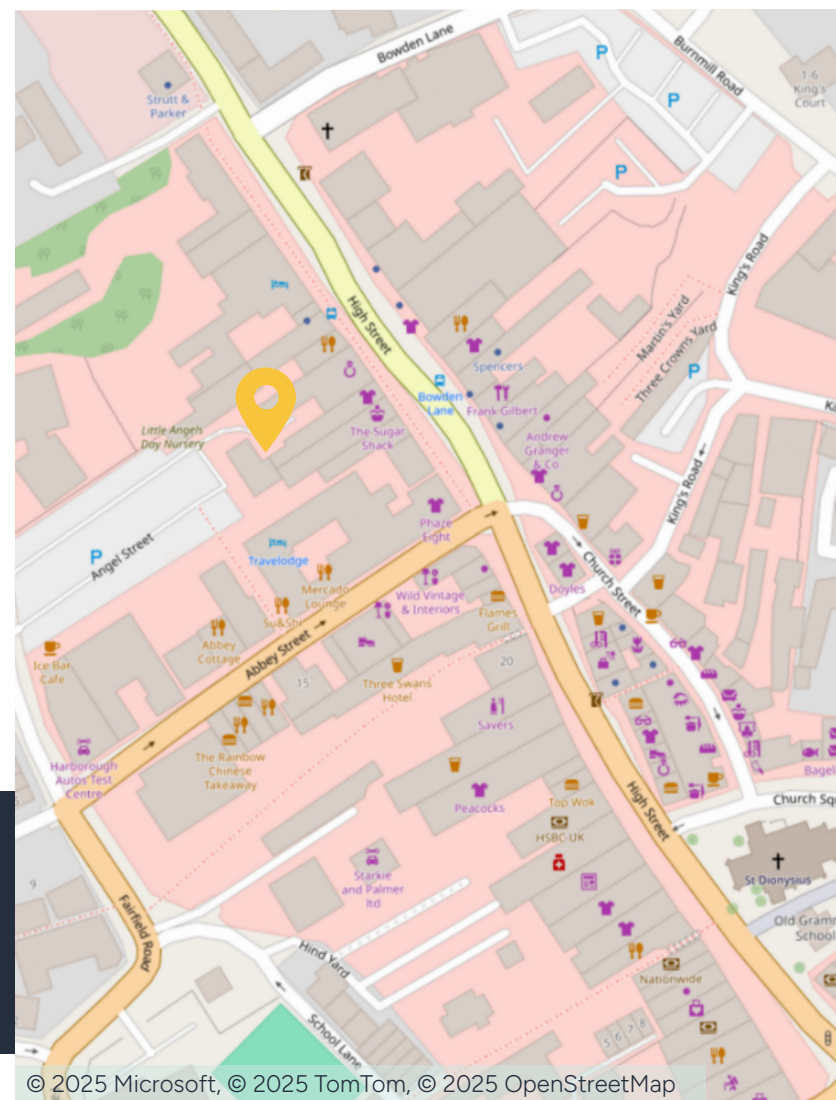 Bowden Lane
Burnmill Road
P
1-6
King's
Court
Strutt &
Parker
P
P
King's Road
High Street
Martin's Yard
Three Crowns Yard
Spencers
P
Bowden
Lane
Frank Gilbert
Little Angels
Day Nursery
The Sugar
Shack
Andrew
Granger
& Co.
King's Road
Phaze
Eight
P
Angel Street
Travelodge
Church Street
Mercado
Lounge
Wild Vintage
& Interiors
Doyles
Su&Shi
Flames
Grill
Abbey
Cottage
Abbey Street
Ice Bar
Cafe
20
15
Three Swans
Hotel
Savers
Harborough
Autos Test
Centre
The Rainbow
Chinese
Takeaway
Peacocks
Top Wok
High Street
Church Squ
HSBC UK
Starkie
and Palmer
ltd
St Dionysius
9
Old Gramm
School
Fairfield Road
Hind Yard
Nationwide
School Lane
5 6 7 8
© 2025 Microsoft, © 2025 TomTom, © 2025 OpenStreetMap